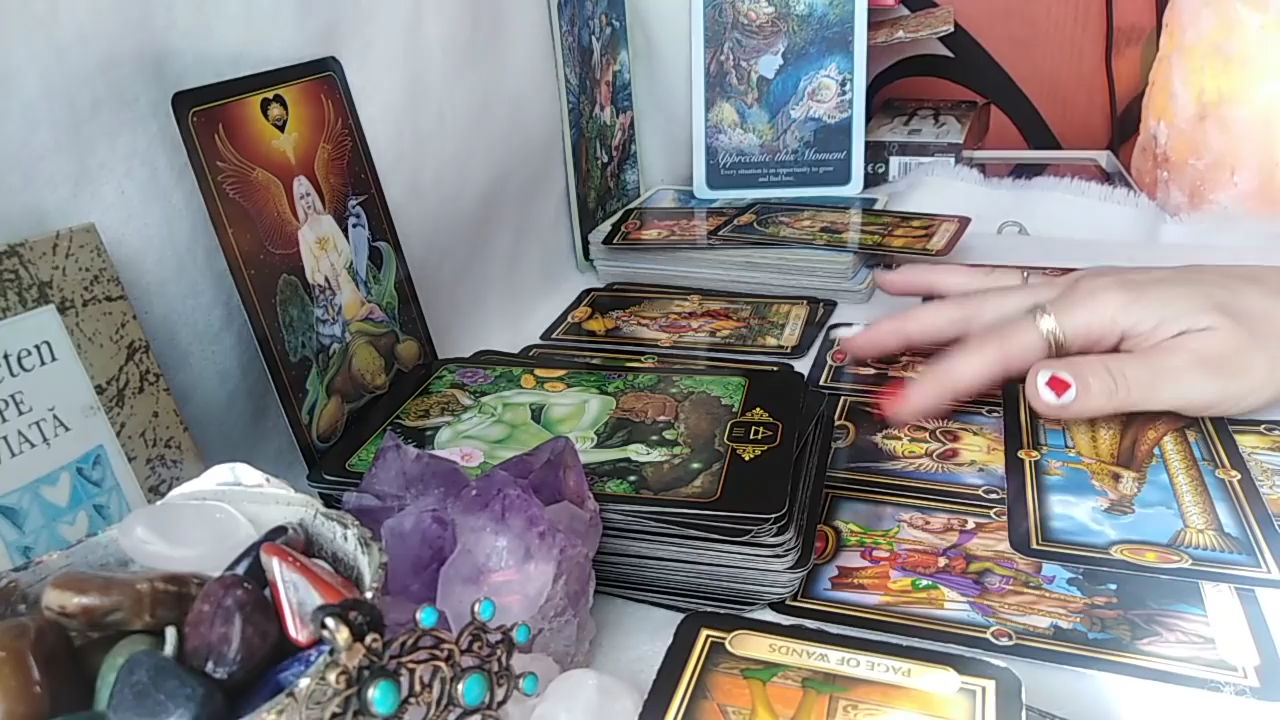 Appreciate this Moment
Every situation is an opportunity to grow
and find love.
eten
PE
VIAȚĂ
CE
PAGE OF WANDS